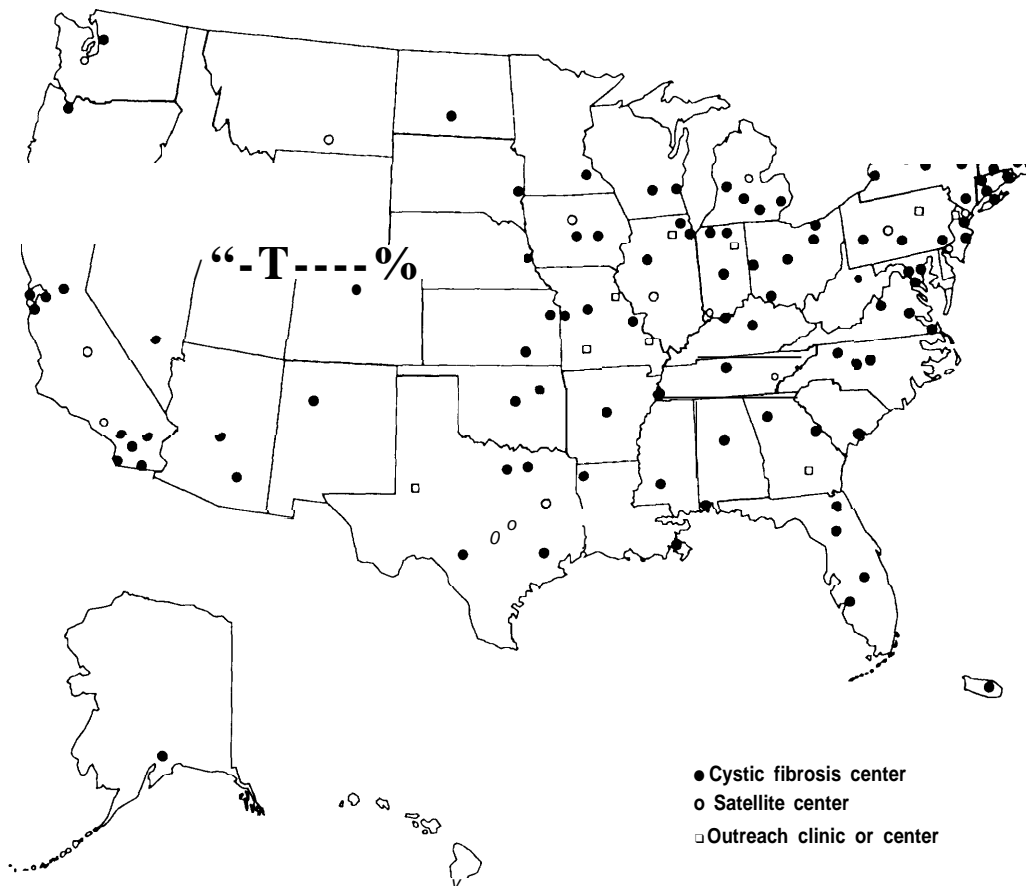 “-T----%
Cystic fibrosis center
Satellite center
Outreach clinic or center